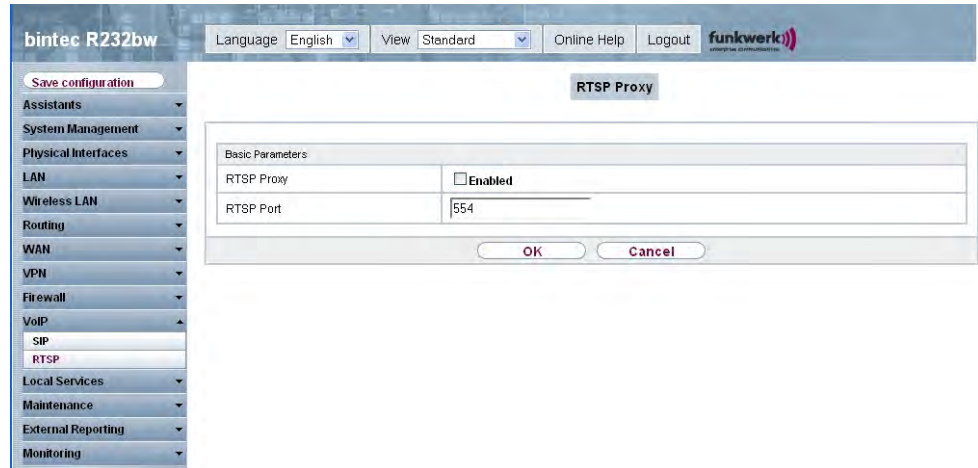 bintec R232bw
Language English View Standard Online Help Logout funkwerk
enterprise communications
Save configuration
RTSP Proxy
Assistants
System Management
Physical Interfaces
LAN
Wireless LAN
Routing
WAN
VPN
Firewall
VoIP
SIP
RTSP
Local Services
Maintenance
External Reporting
Monitoring
Basic Parameters
RTSP Proxy Enabled
RTSP Port 554
OK Cancel